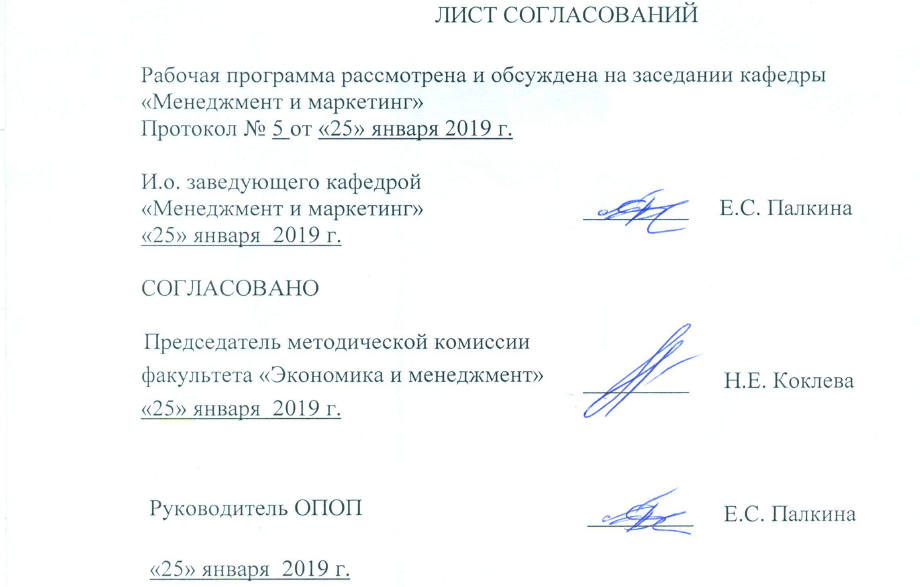 ЛИСТ СОГЛАСОВАНИЙ
Рабочая программа рассмотрена и обсуждена на заседании кафедры
«Менеджмент и маркетинг»
Протокол № 5 от «25» января 2019 г.
И.о. заведующего кафедрой
«Менеджмент и маркетинг» Е.С. Палкина
«25» января 2019 г.
СОГЛАСОВАНО
Председатель методической комиссии
факультета «Экономика и менеджмент» Н.Е. Коклева
«25» января 2019 г.
Руководитель ОПОП Е.С. Палкина
«25» января 2019 г.